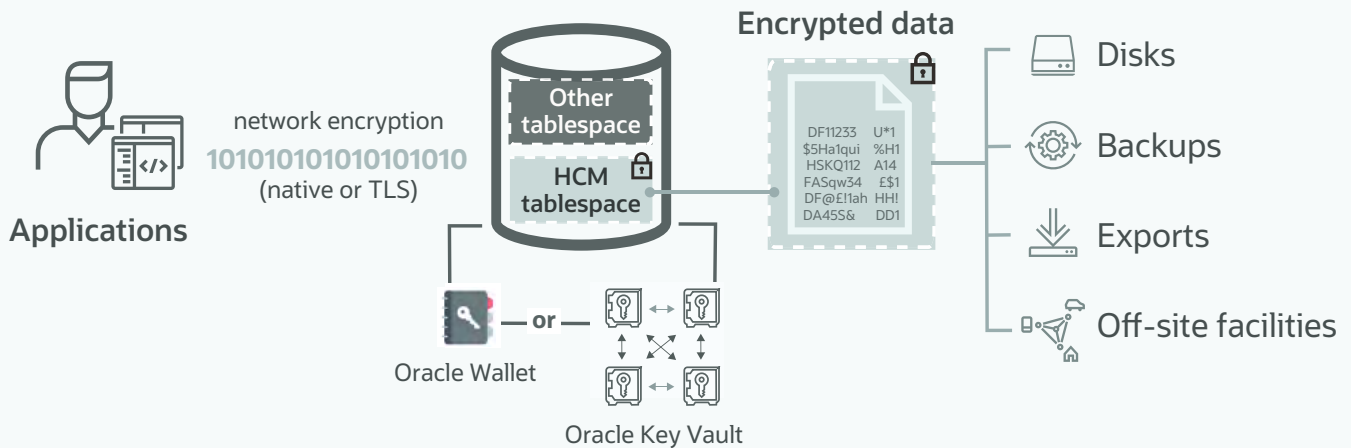 Applications
network encryption
101010101010101010
(native or TLS)
</>
Other
tablespace
HCM
tablespace
Oracle Wallet
or
Oracle Key Vault
Encrypted data
DF11233 U*1
$5Ha1qui %H1
HSKQ112 A14
FASqw34 £$1
DF@£!1ah HH!
DA45S& DD1
Disks
Backups
Exports
Off-site facilities